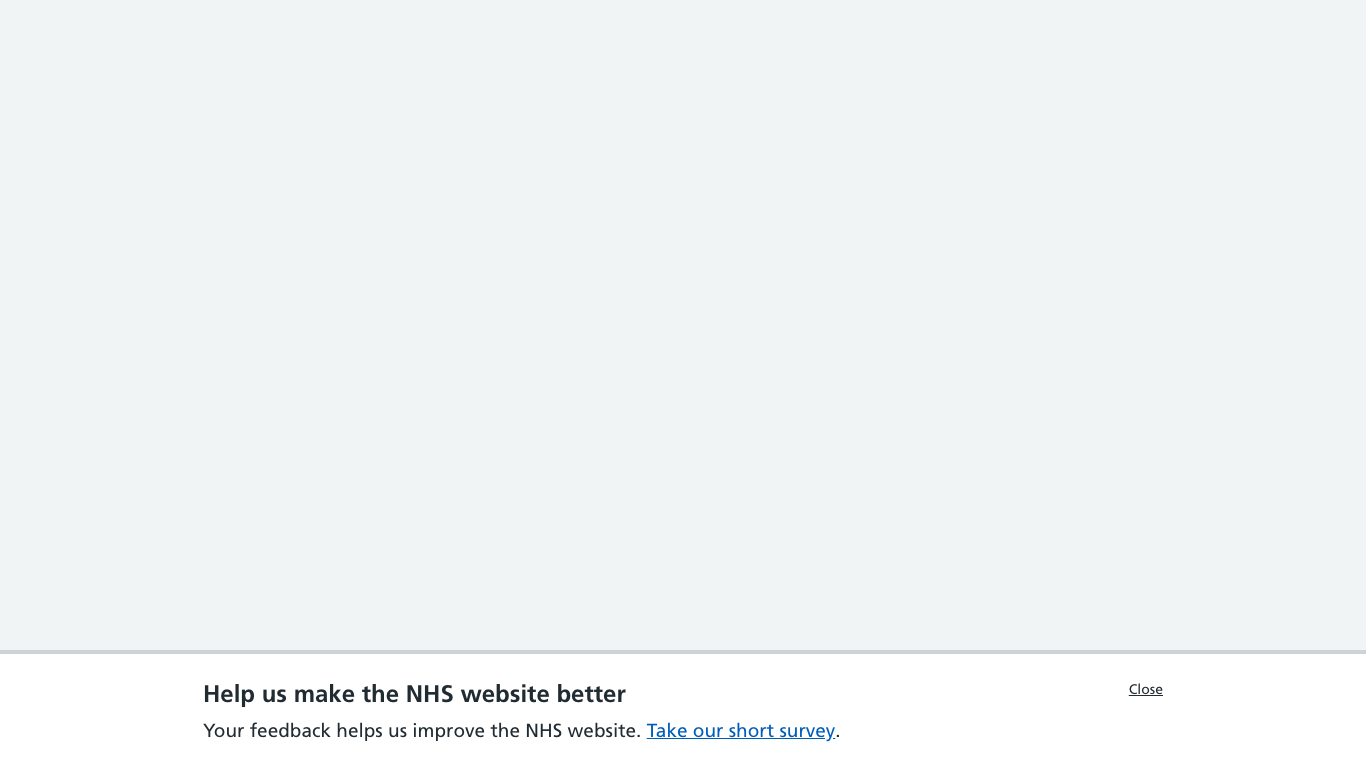 Help us make the NHS website better
Close
Your feedback helps us improve the NHS website. Take our short survey.